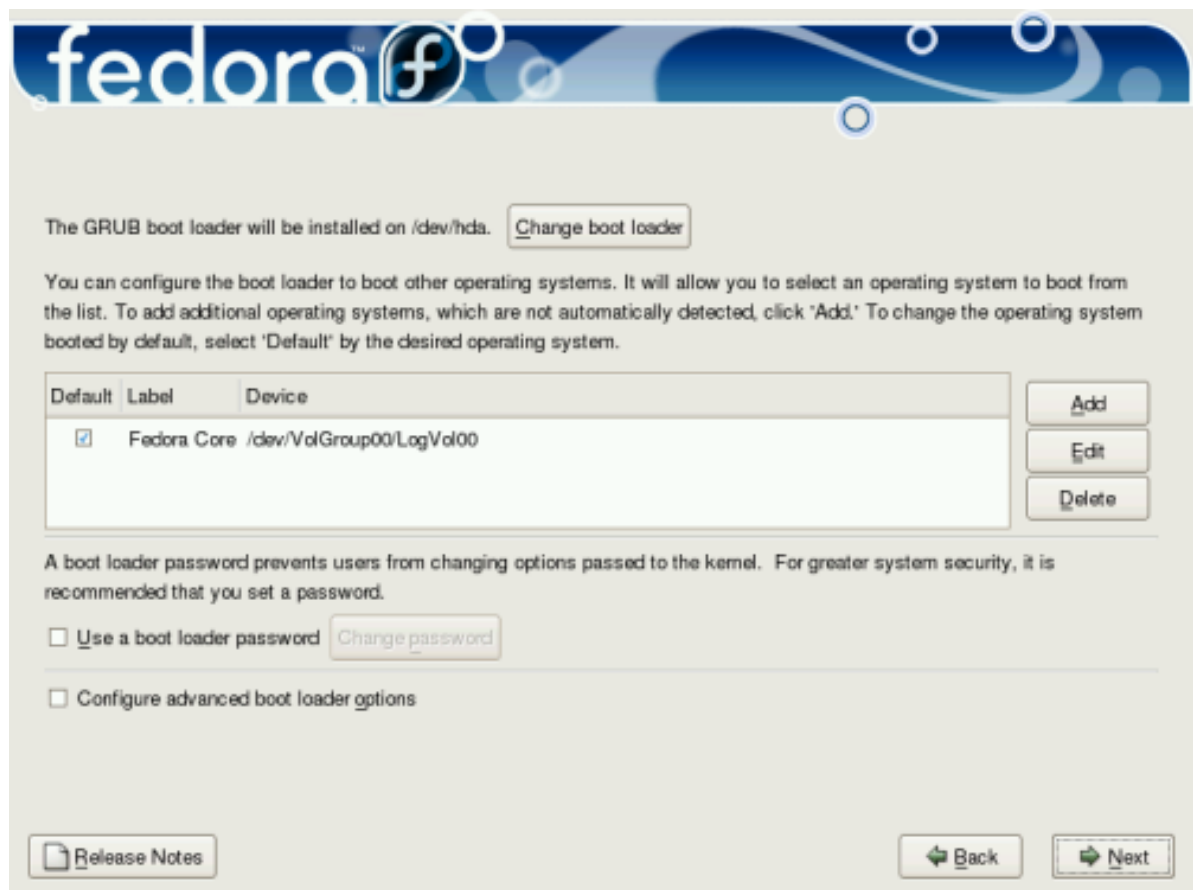 fedora™
The GRUB boot loader will be installed on /dev/hda. Change boot loader
You can configure the boot loader to boot other operating systems. It will allow you to select an operating system to boot from
the list. To add additional operating systems, which are not automatically detected, click 'Add.' To change the operating system
booted by default, select 'Default' by the desired operating system.
Default Label Device
Fedora Core /dev/VolGroup00/LogVol00
Add
Edit
Delete
A boot loader password prevents users from changing options passed to the kernel. For greater system security, it is
recommended that you set a password.
Use a boot loader password Change password
Configure advanced boot loader options
Release Notes Back Next